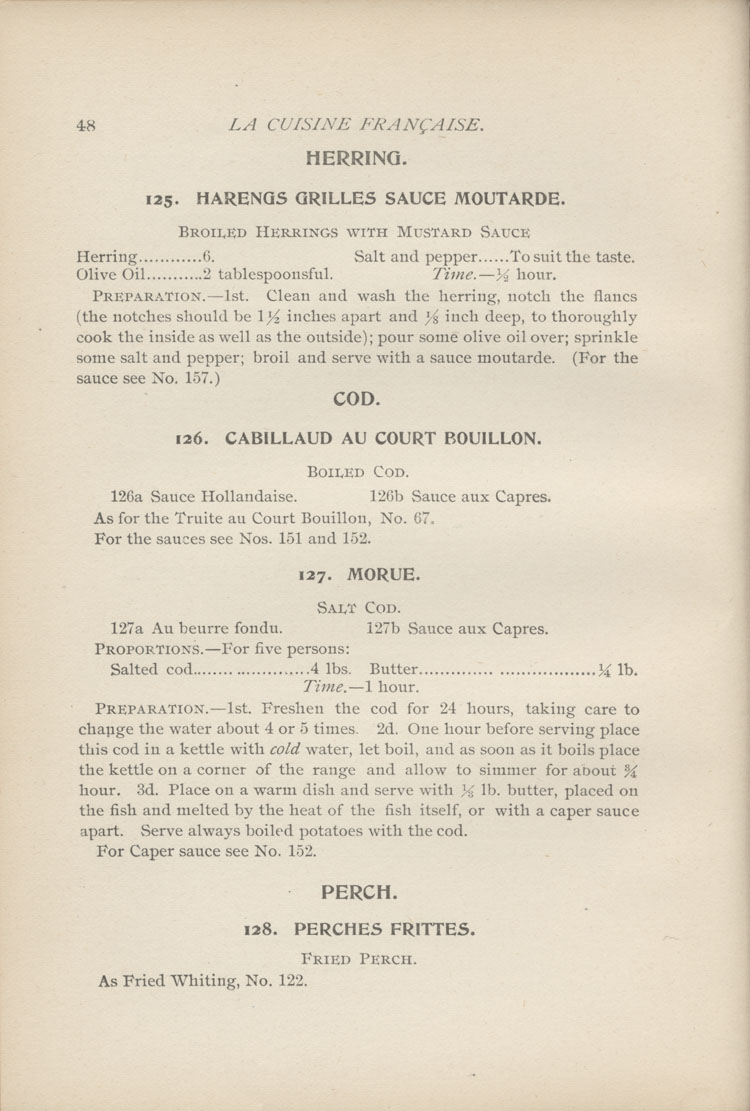 48 LA CUISINE FRANÇAISE.
HERRING.
125. HARENGS GRILLES SAUCE MOUTARDE.
BROILED HERRINGS WITH MUSTARD SAUCE
Herring............6. Salt and pepper......To suit the taste.
Olive Oil...........2 tablespoonsful. Time.—½ hour.
PREPARATION.—1st. Clean and wash the herring, notch the flancs
(the notches should be 1½ inches apart and ⅛ inch deep, to thoroughly
cook the inside as well as the outside); pour some olive oil over; sprinkle
some salt and pepper; broil and serve with a sauce moutarde. (For the
sauce see No. 157.)
COD.
126. CABILLAUD AU COURT BOUILLON.
BOILED COD.
126a Sauce Hollandaise. 126b Sauce aux Capres.
As for the Truite au Court Bouillon, No. 67.
For the sauces see Nos. 151 and 152.
127. MORUE.
SALT COD.
127a Au beurre fondu. 127b Sauce aux Capres.
PROPORTIONS.—For five persons:
Salted cod.......................4 lbs. Butter.................................¼ lb.
Time.—1 hour.
PREPARATION.—1st. Freshen the cod for 24 hours, taking care to
change the water about 4 or 5 times. 2d. One hour before serving place
this cod in a kettle with cold water, let boil, and as soon as it boils place
the kettle on a corner of the range and allow to simmer for about ¾
hour. 3d. Place on a warm dish and serve with lb. butter, placed on
the fish and melted by the heat of the fish itself, or with a caper sauce
apart. Serve always boiled potatoes with the cod.
For Caper sauce see No. 152.
PERCH.
128. PERCHES FRITTES.
FRIED PERCH.
As Fried Whiting, No. 122.